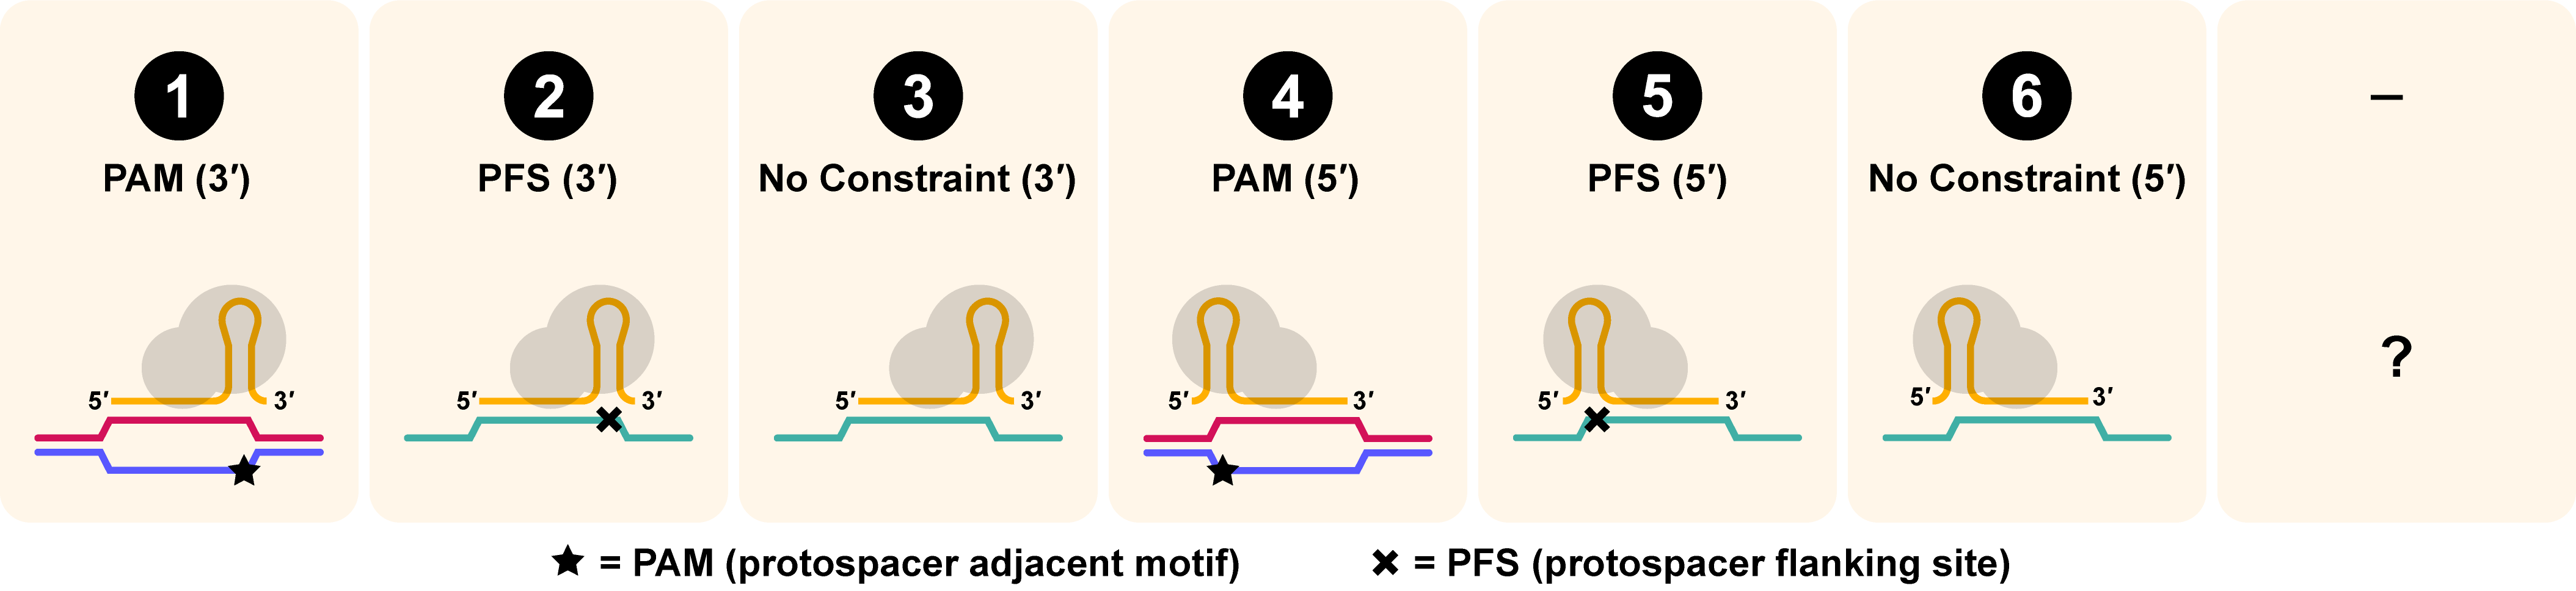 1 2 3 4 5 6 –
PAM (3′) PFS (3′) No Constraint (3′) PAM (5′) PFS (5′) No Constraint (5′)
?
5′ 3′ 5′ 3′ 5′ 3′ 5′ 3′ 5′ 3′ 5′ 3′
★ = PAM (protospacer adjacent motif) ✖ = PFS (protospacer flanking site)